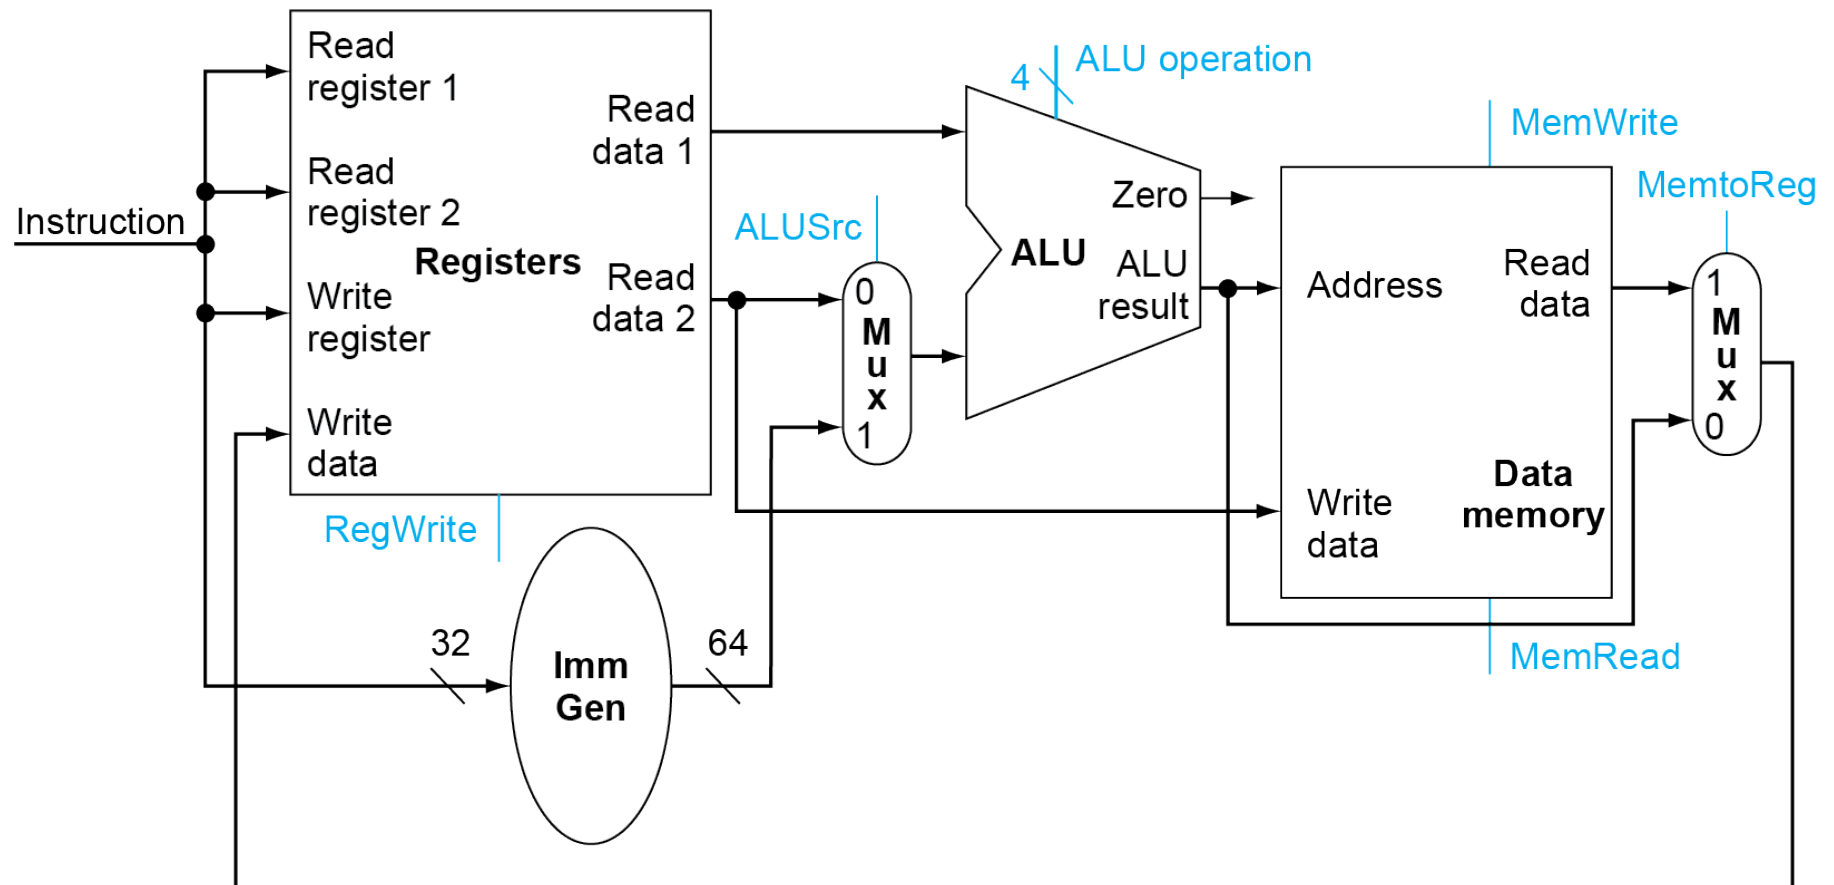 Instruction
Read
register 1
Read
register 2
Registers
Write
register
Write
data
Read
data 1
Read
data 2
RegWrite
32
Imm
Gen
64
ALUSrc
0
M
u
x
1
4
ALU operation
Zero
ALU
ALU
result
MemWrite
Address
Read
data
Write
data
Data
memory
MemRead
MemtoReg
1
M
u
x
0